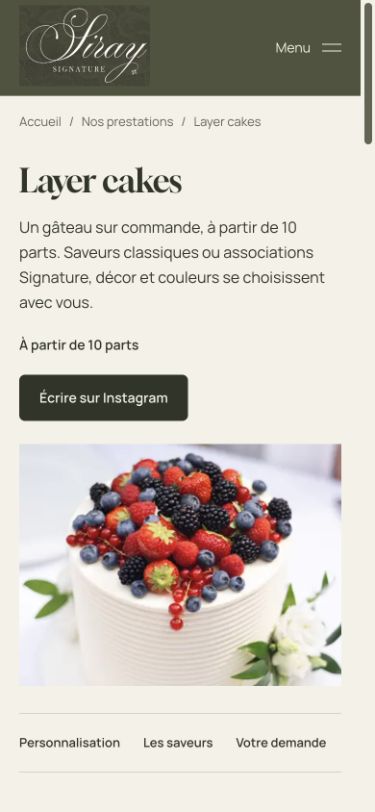 Siray
SIGNATURE
Menu
Accueil / Nos prestations / Layer cakes
Layer cakes
Un gâteau sur commande, à partir de 10
parts. Saveurs classiques ou associations
Signature, décor et couleurs se choisissent
avec vous.
À partir de 10 parts
Écrire sur Instagram
Personnalisation Les saveurs Votre demande